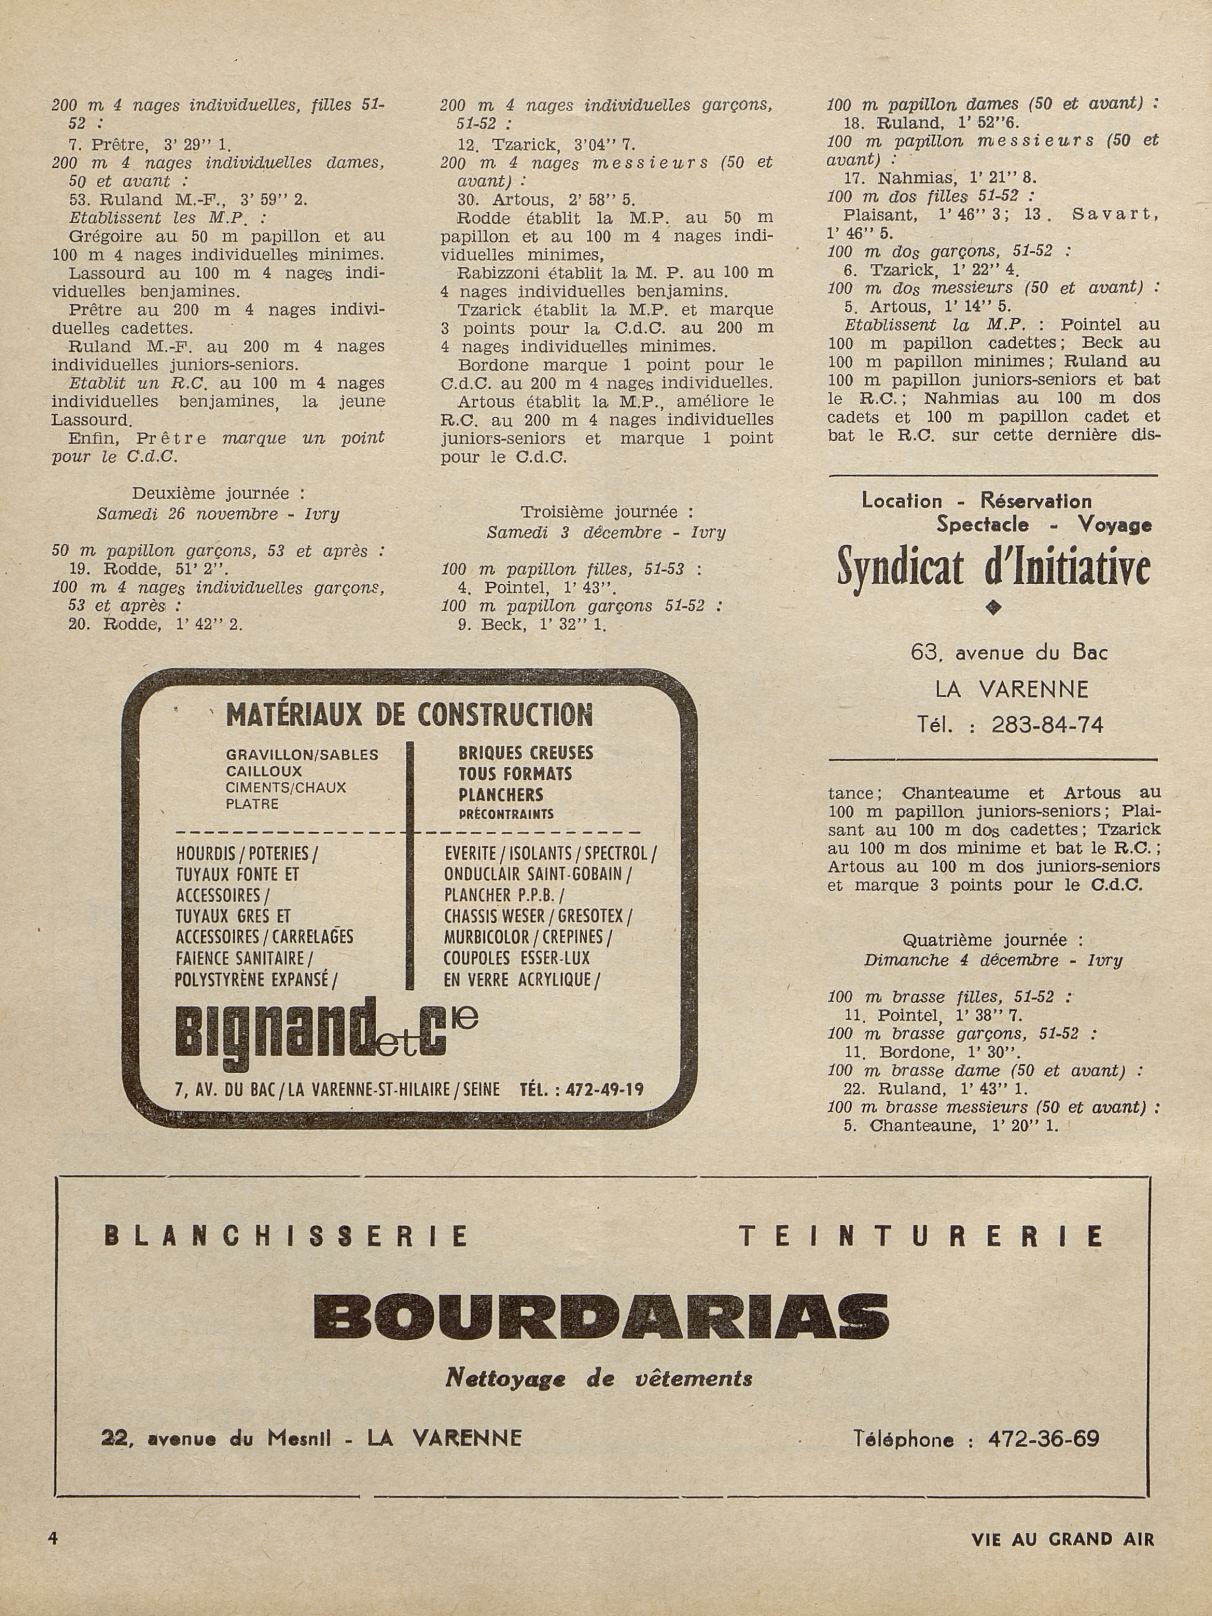 200 m 4 nages individuelles, filles 51-
52 :
7. Prêtre, 3' 29'' 1.
200 m 4 nages individuelles dames,
50 et avant :
53. Ruland M.-F., 3' 59'' 2.
Etablissent les M.P. :
Grégoire au 50 m papillon et au
100 m 4 nages individuelles minimes.
Lassourd au 100 m 4 nages indi-
viduelles benjamines.
Prêtre au 200 m 4 nages indivi-
duelles cadettes.
Ruland M.-F. au 200 m 4 nages
individuelles juniors-seniors.
Etablit un R.C. au 100 m 4 nages
individuelles benjamines, la jeune
Lassourd.
Enfin, Prêtre marque un point
pour le C.d.C.
Deuxième journée :
Samedi 26 novembre - Ivry
50 m papillon garçons, 53 et après :
19. Rodde, 51' 2''.
100 m 4 nages individuelles garçons,
53 et après :
20. Rodde, 1' 42'' 2.
200 m 4 nages individuelles garçons,
51-52 :
12. Tzarick, 3'04'' 7.
200 m 4 nages messieurs (50 et
avant) :
30. Artous, 2' 58'' 5.
Rodde établit la M.P. au 50 m
papillon et au 100 m 4 nages indi-
viduelles minimes,
Rabizzoni établit la M. P. au 100 m
4 nages individuelles benjamins.
Tzarick établit la M.P. et marque
3 points pour la C.d.C. au 200 m
4 nages individuelles minimes.
Bordone marque 1 point pour le
C.d.C. au 200 m 4 nages individuelles.
Artous établit la M.P., améliore le
R.C. au 200 m 4 nages individuelles
juniors-seniors et marque 1 point
pour le C.d.C.
Troisième journée :
Samedi 3 décembre - Ivry
100 m papillon filles, 51-53 :
4. Pointel, 1' 43''.
100 m papillon garçons 51-52 :
9. Beck, 1' 32'' 1.
100 m papillon dames (50 et avant) :
18. Ruland, 1' 52''6.
100 m papillon messieurs (50 et
avant) :
17. Nahmias, 1' 21'' 8.
100 m dos filles 51-52 :
Plaisant, 1' 46'' 3; 13. Savart,
1' 46'' 5.
100 m dos garçons, 51-52 :
6. Tzarick, 1' 22'' 4.
100 m dos messieurs (50 et avant) :
5. Artous, 1' 14'' 5.
Etablissent la M.P. : Pointel au
100 m papillon cadettes; Beck au
100 m papillon minimes; Ruland au
100 m papillon juniors-seniors et bat
le R.C.; Nahmias au 100 m dos
cadets et 100 m papillon cadet et
bat le R.C. sur cette dernière dis-
Location - Réservation
Spectacle - Voyage
Syndicat d'Initiative
63, avenue du Bac
LA VARENNE
Tél. : 283-84-74
tance; Chanteaume et Artous au
100 m papillon juniors-seniors; Plai-
sant au 100 m dos cadettes; Tzarick
au 100 m dos minime et bat le R.C.;
Artous au 100 m dos juniors-seniors
et marque 3 points pour le C.d.C.
Quatrième journée :
Dimanche 4 décembre - Ivry
100 m brasse filles, 51-52 :
11. Pointel, 1' 38'' 7.
100 m brasse garçons, 51-52 :
11. Bordone, 1' 30''.
100 m brasse dame (50 et avant) :
22. Ruland, 1' 43'' 1.
100 m brasse messieurs (50 et avant) :
5. Chanteaune, 1' 20'' 1.
MATÉRIAUX DE CONSTRUCTION
GRAVILLON/SABLES
CAILLOUX
CIMENTS/CHAUX
PLATRE
BRIQUES CREUSES
TOUS FORMATS
PLANCHERS
PRÉCONTRAINTS
HOURDIS / POTERIES /
TUYAUX FONTE ET
ACCESSOIRES /
TUYAUX GRES ET
ACCESSOIRES / CARRELAGES
FAIENCE SANITAIRE /
POLYSTYRÈNE EXPANSÉ /
EVERITE / ISOLANTS / SPECTROL /
ONDUCLAIR SAINT-GOBAIN /
PLANCHER P.P.B. /
CHASSIS WESER / GRESOTEX /
MURBICOLOR / CREPINES /
COUPOLES ESSER-LUX
EN VERRE ACRYLIQUE /
Bignand et Cie
7, AV. DU BAC / LA VARENNE-ST-HILAIRE / SEINE TÉL. : 472-49-19
BLANCHISSERIE TEINTURERIE
BOURDARIAS
Nettoyage de vêtements
22, avenue du Mesnil - LA VARENNE Téléphone : 472-36-69
4 VIE AU GRAND AIR